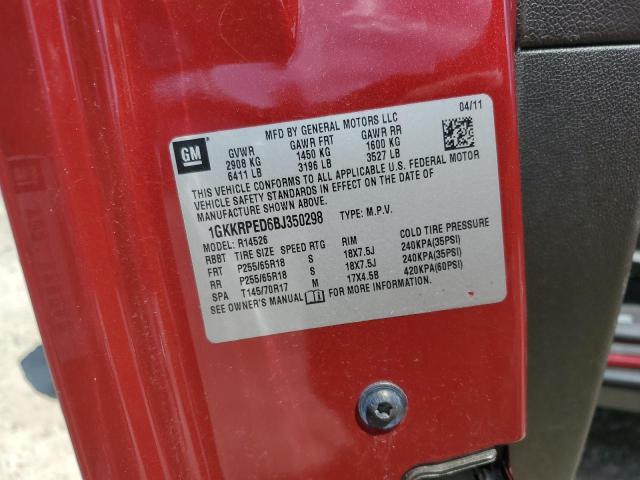 MFD BY GENERAL MOTORS LLC 04/11
GM GVWR GAWR FRT GAWR RR
2908 KG 1450 KG 1600 KG
6411 LB 3196 LB 3527 LB
THIS VEHICLE CONFORMS TO ALL APPLICABLE U.S. FEDERAL MOTOR
VEHICLE SAFETY STANDARDS IN EFFECT ON THE DATE OF
MANUFACTURE SHOWN ABOVE.
1GKKRPED6BJ350298 TYPE: M.P.V.
MODEL: R14526
RBBT TIRE SIZE SPEED RTG RIM COLD TIRE PRESSURE
FRT P255/65R18 S 18X7.5J 240KPA(35PSI)
RR P255/65R18 S 18X7.5J 240KPA(35PSI)
SPA T145/70R17 M 17X4.5B 420KPA(60PSI)
SEE OWNER'S MANUAL FOR MORE INFORMATION.